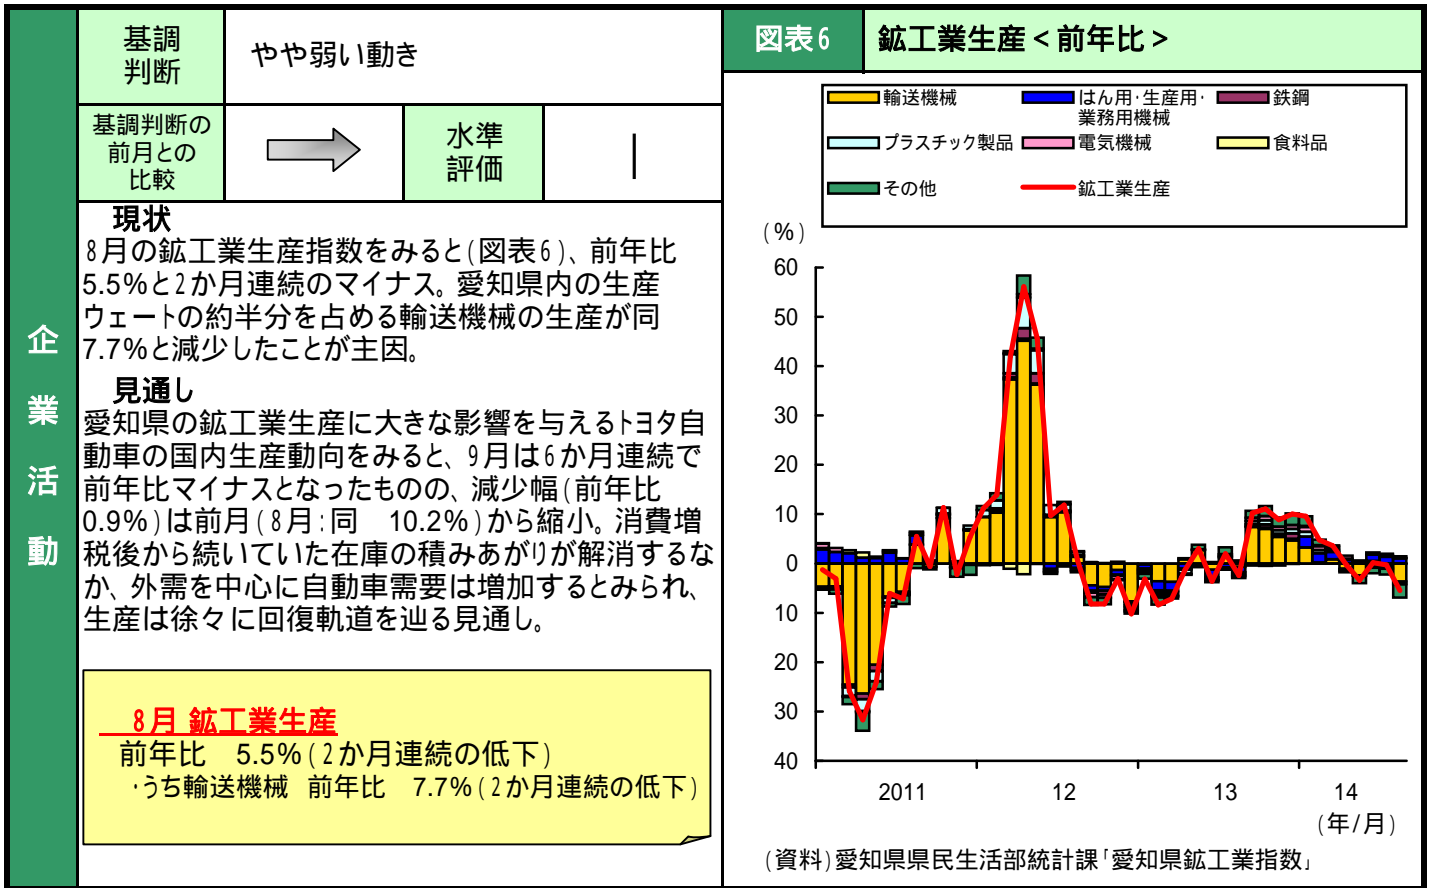 企業活動
基調
判断
やや弱い動き
基調判断の
前月との
比較
水準
評価
|
現状
8月の鉱工業生産指数をみると(図表6)、前年比
5.5%と2か月連続のマイナス。愛知県内の生産
ウェートの約半分を占める輸送機械の生産が同
7.7%と減少したことが主因。
見通し
愛知県の鉱工業生産に大きな影響を与えるトヨタ自
動車の国内生産動向をみると、9月は6か月連続で
前年比マイナスとなったものの、減少幅(前年比
0.9%)は前月(8月:同 10.2%)から縮小。消費増
税後から続いていた在庫の積みあがりが解消するな
か、外需を中心に自動車需要は増加するとみられ、
生産は徐々に回復軌道を辿る見通し。
8月 鉱工業生産
前年比 5.5%(2か月連続の低下)
・うち輸送機械 前年比 7.7%(2か月連続の低下)
図表6
鉱工業生産<前年比>
輸送機械
はん用・生産用・
業務用機械
鉄鋼
プラスチック製品
電気機械
食料品
その他
鉱工業生産
(%)
60
50
40
30
20
10
0
10
20
30
40
2011
12
13
14
(年/月)
(資料)愛知県県民生活部統計課「愛知県鉱工業指数」